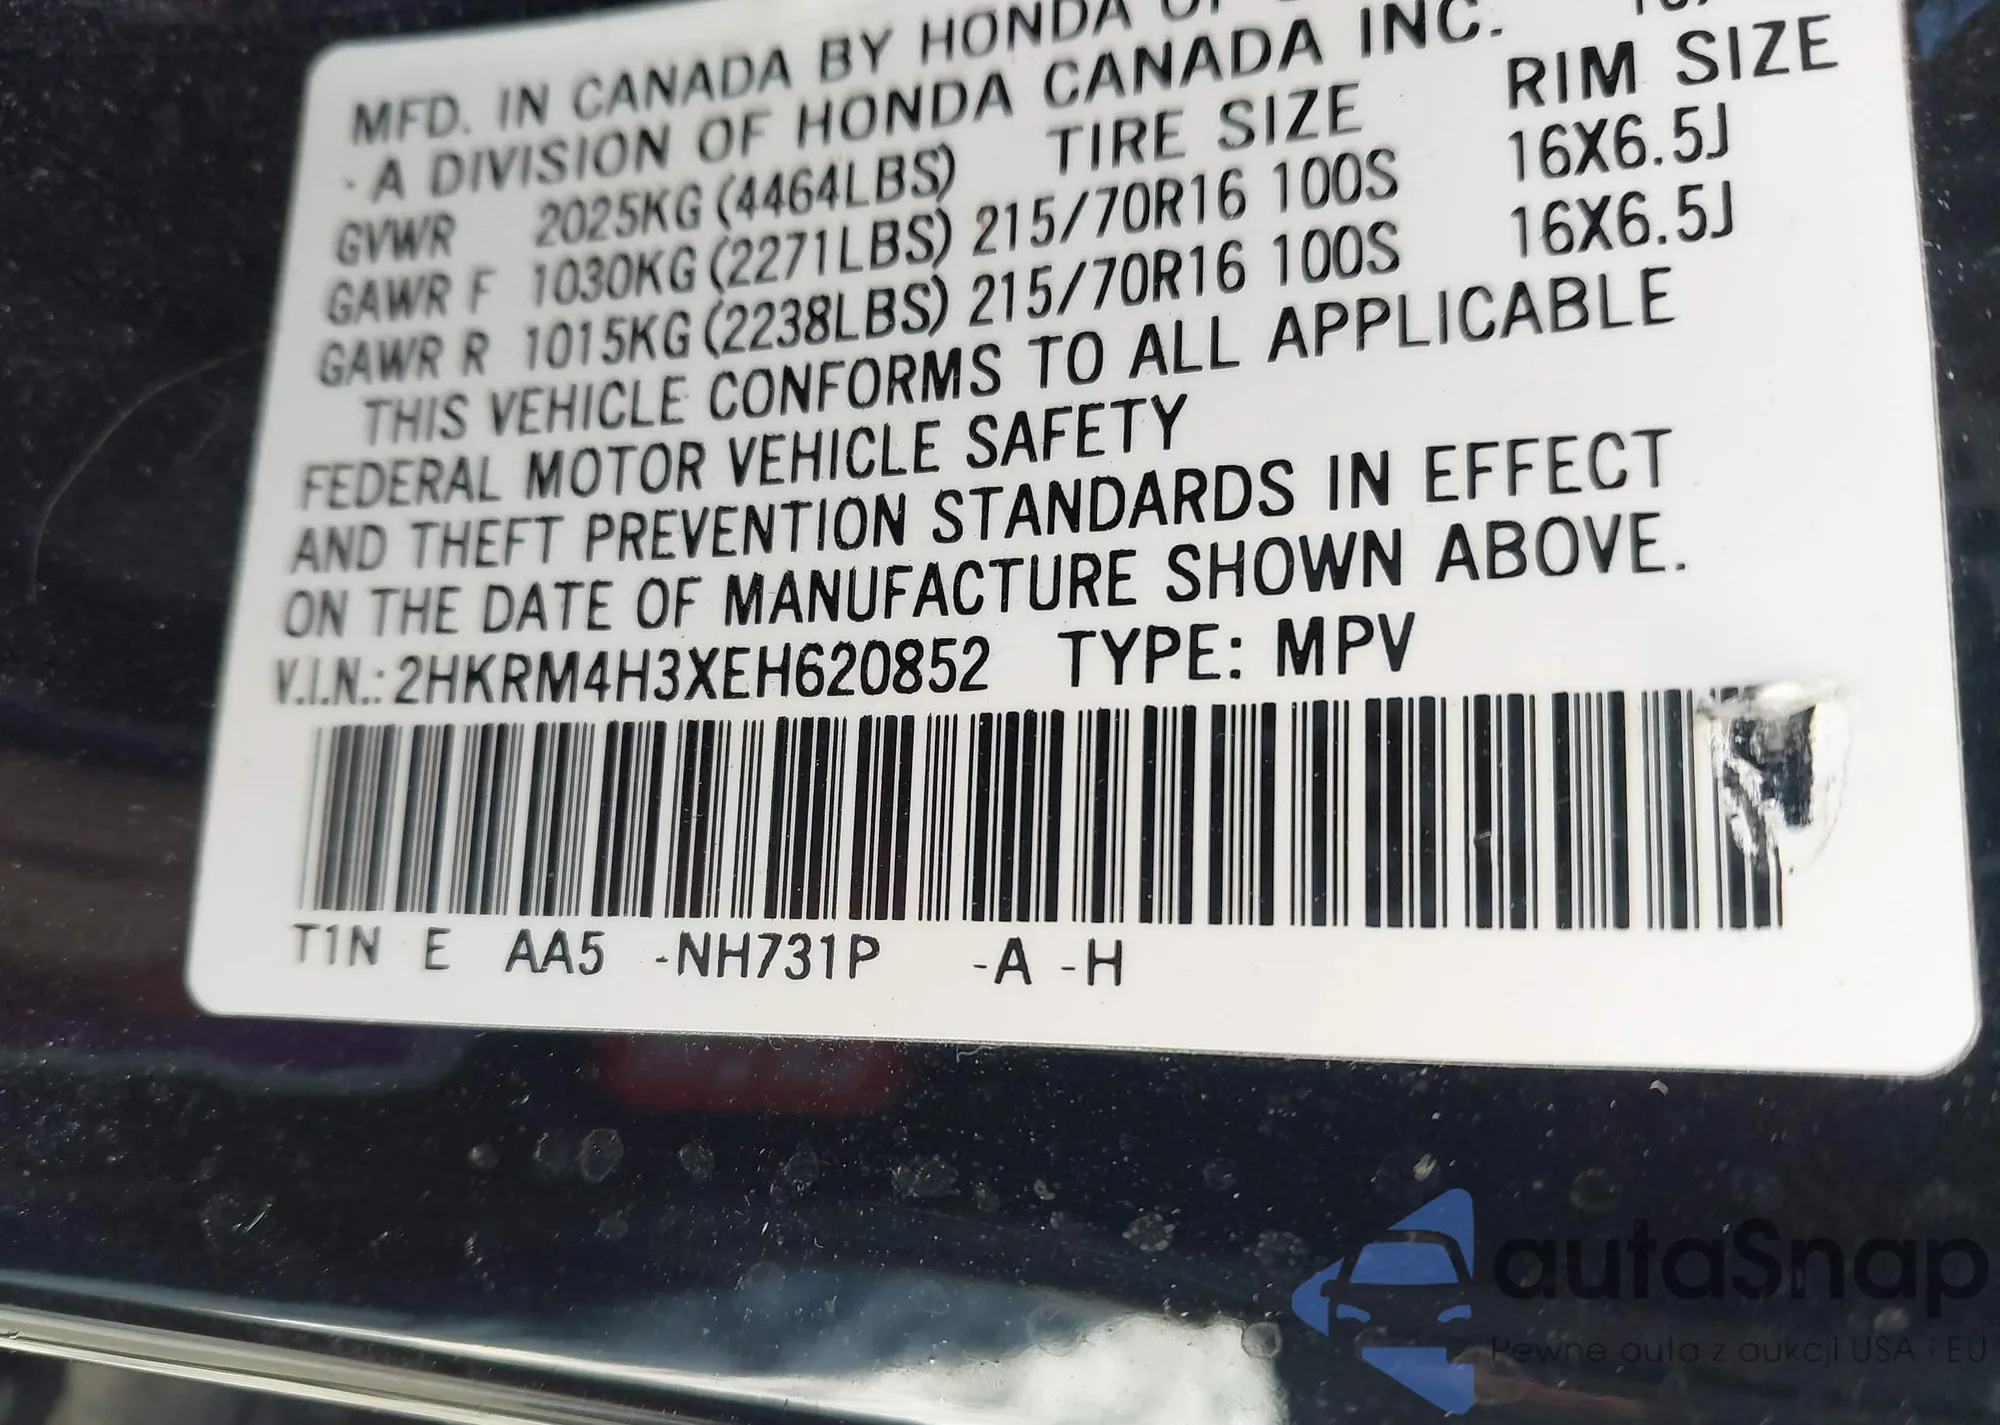 MFD. IN CANADA BY HONDA OF
A DIVISION OF HONDA CANADA INC.
GVWR 2025KG (4464LBS) TIRE SIZE RIM SIZE
GAWR F 1030KG (2271LBS) 215/70R16 100S 16X6.5J
GAWR R 1015KG (2238LBS) 215/70R16 100S 16X6.5J
THIS VEHICLE CONFORMS TO ALL APPLICABLE
FEDERAL MOTOR VEHICLE SAFETY
AND THEFT PREVENTION STANDARDS IN EFFECT
ON THE DATE OF MANUFACTURE SHOWN ABOVE.
V.I.N.: 2HKRM4H3XEH620852 TYPE: MPV
T1N E AA5 -NH731P -A -H
autaSnap
Pewne auta z aukcji USA i EU